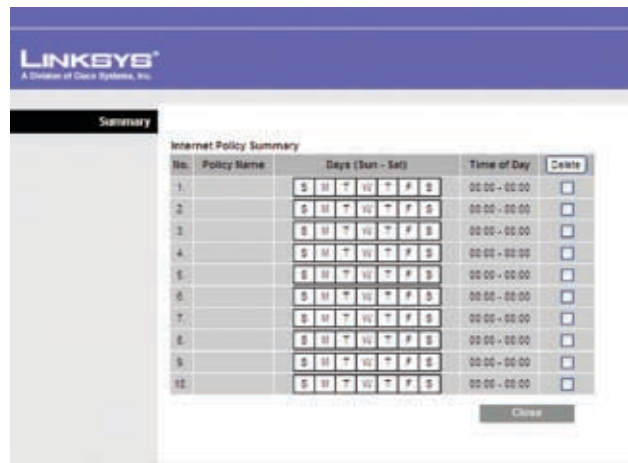 LINKSYS®
A Division of Cisco Systems, Inc.
Summary
Internet Policy Summary
No. Policy Name Days (Sun - Sat) Time of Day Delete
1. S M T W T F S 00:00 - 00:00
2. S M T W T F S 00:00 - 00:00
3. S M T W T F S 00:00 - 00:00
4. S M T W T F S 00:00 - 00:00
5. S M T W T F S 00:00 - 00:00
6. S M T W T F S 00:00 - 00:00
7. S M T W T F S 00:00 - 00:00
8. S M T W T F S 00:00 - 00:00
9. S M T W T F S 00:00 - 00:00
10. S M T W T F S 00:00 - 00:00
Close